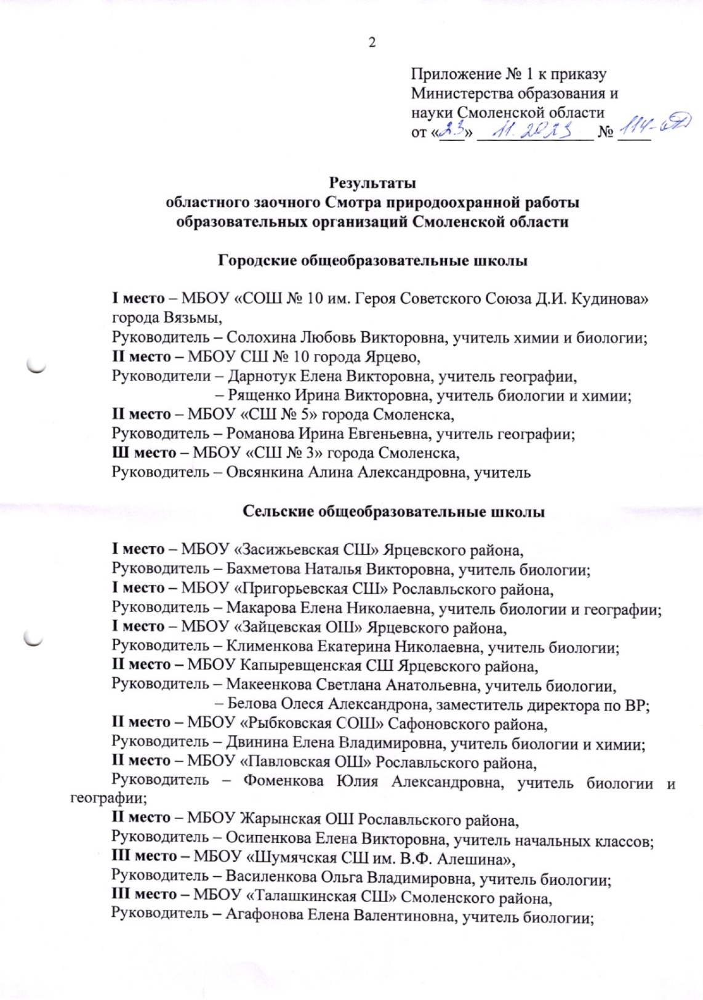 2
Приложение № 1 к приказу
Министерства образования и
науки Смоленской области
от «23» 11.2023 № 114-ОД
Результаты
областного заочного Смотра природоохранной работы
образовательных организаций Смоленской области
Городские общеобразовательные школы
I место – МБОУ «СОШ № 10 им. Героя Советского Союза Д.И. Кудинова»
города Вязьмы,
Руководитель – Солохина Любовь Викторовна, учитель химии и биологии;
II место – МБОУ СШ № 10 города Ярцево,
Руководители – Дарнотук Елена Викторовна, учитель географии,
– Рященко Ирина Викторовна, учитель биологии и химии;
II место – МБОУ «СШ № 5» города Смоленска,
Руководитель – Романова Ирина Евгеньевна, учитель географии;
Ш место – МБОУ «СШ № 3» города Смоленска,
Руководитель – Овсянкина Алина Александровна, учитель
Сельские общеобразовательные школы
I место – МБОУ «Засижьевская СШ» Ярцевского района,
Руководитель – Бахметова Наталья Викторовна, учитель биологии;
I место – МБОУ «Пригорьевская СШ» Рославльского района,
Руководитель – Макарова Елена Николаевна, учитель биологии и географии;
I место – МБОУ «Зайцевская ОШ» Ярцевского района,
Руководитель – Клименкова Екатерина Николаевна, учитель биологии;
II место – МБОУ Капыревщенская СШ Ярцевского района,
Руководитель – Макеенкова Светлана Анатольевна, учитель биологии,
– Белова Олеся Александрона, заместитель директора по ВР;
II место – МБОУ «Рыбковская СОШ» Сафоновского района,
Руководитель – Двинина Елена Владимировна, учитель биологии и химии;
II место – МБОУ «Павловская ОШ» Рославльского района,
Руководитель – Фоменкова Юлия Александровна, учитель биологии и
географии;
II место – МБОУ Жарынская ОШ Рославльского района,
Руководитель – Осипенкова Елена Викторовна, учитель начальных классов;
III место – МБОУ «Шумячская СШ им. В.Ф. Алешина»,
Руководитель – Василенкова Ольга Владимировна, учитель биологии;
III место – МБОУ «Талашкинская СШ» Смоленского района,
Руководитель – Агафонова Елена Валентиновна, учитель биологии;